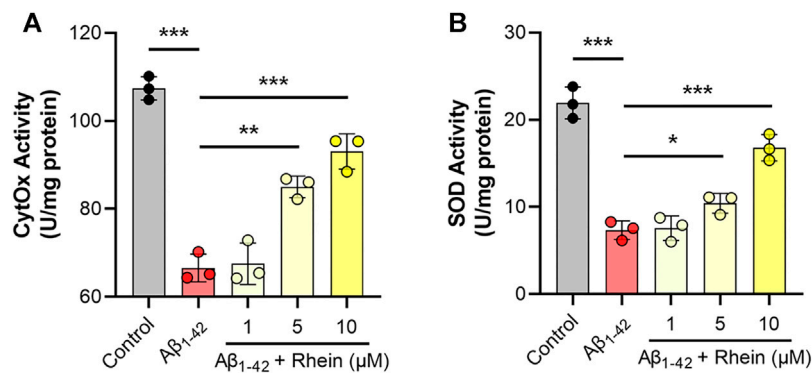 A
CytOx Activity
(U/mg protein)
120
100
80
60
***
***
**
Control
Aβ1-42
1
5
10
Aβ1-42 + Rhein (μM)
B
SOD Activity
(U/mg protein)
30
20
10
0
***
***
*
Control
Aβ1-42
1
5
10
Aβ1-42 + Rhein (μM)